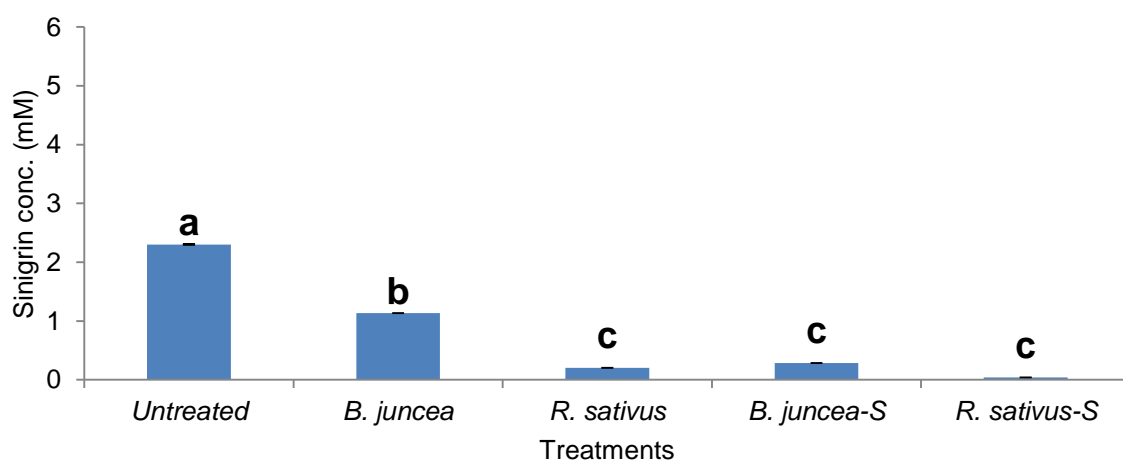 6
5
4
3
2
1
0
Sinigrin conc. (mM)
a
b
c
c
c
Untreated
B. juncea
R. sativus
B. juncea-S
R. sativus-S
Treatments